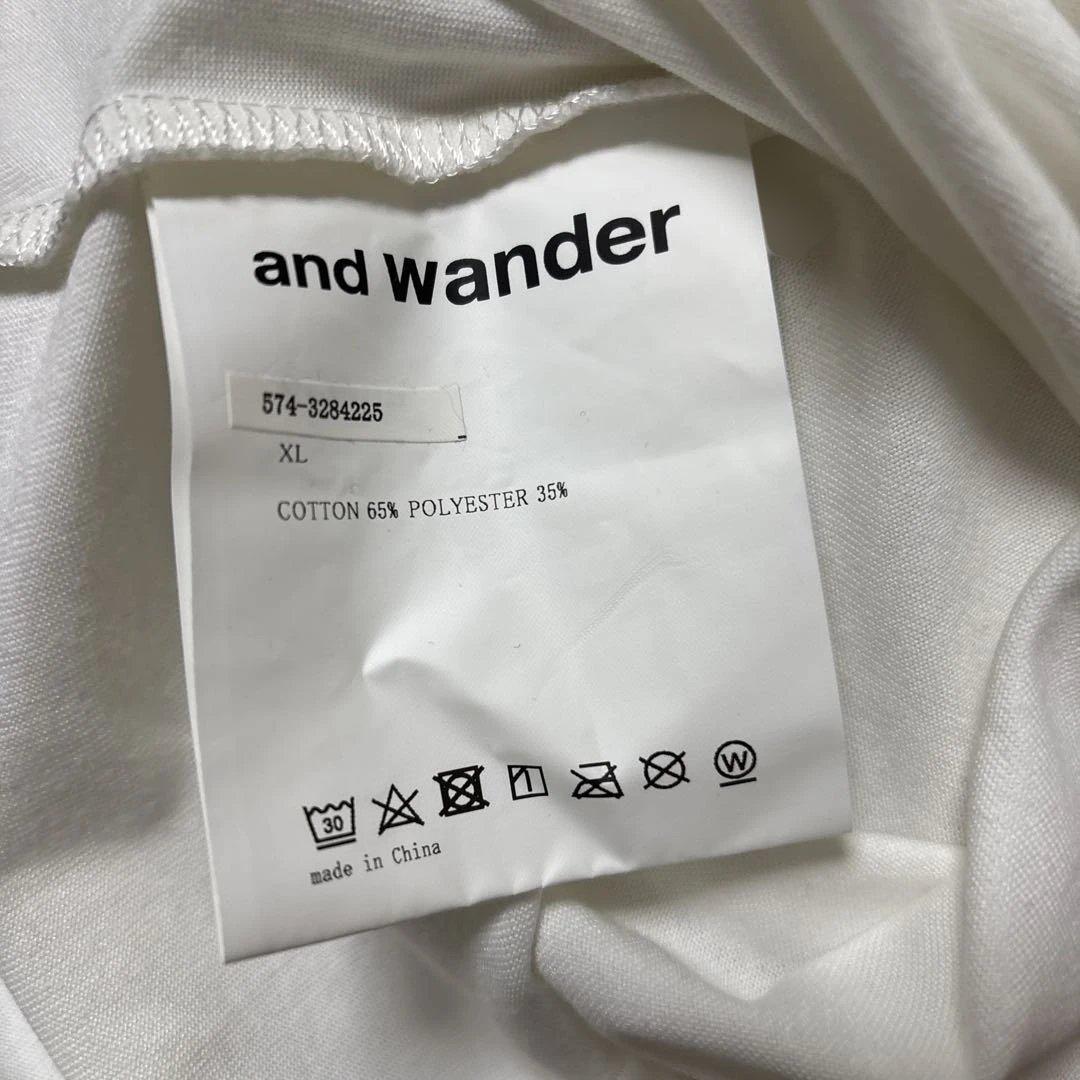 and wander
574-3284225
XL
COTTON 65% POLYESTER 35%
30 W
made in China